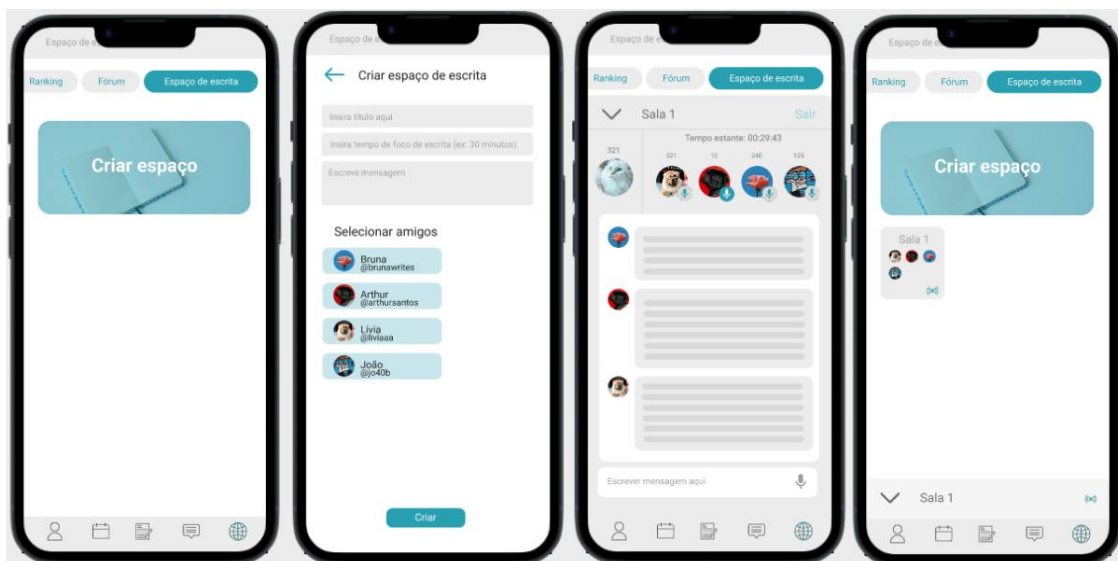 Espaço de e
Ranking
Fórum
Espaço de escrita
Criar espaço
Espaço de e
Criar espaço de escrita
Insira título aqui
Insira tempo de foco de escrita (ex: 30 minutos)
Escreve mensagem
Selecionar amigos
Bruna
@brunawrites
Arthur
@arthursantos
Lívia
@liviaaa
João
@jo40b
Criar
Espaço de e
Ranking
Fórum
Espaço de escrita
Sala 1
Sair
Tempo estante: 00:29:43
321
521
12
240
125
Escrever mensagem aqui
Espaço de e
Ranking
Fórum
Espaço de escrita
Criar espaço
Sala 1
Sala 1